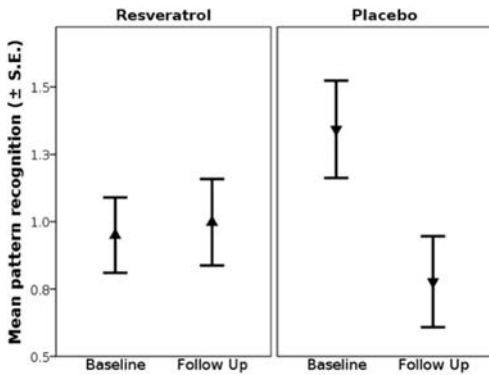 Resveratrol Placebo
Mean pattern recognition (± S.E.)
1.5
1.3
1.0
0.8
0.5
Baseline Follow Up Baseline Follow Up